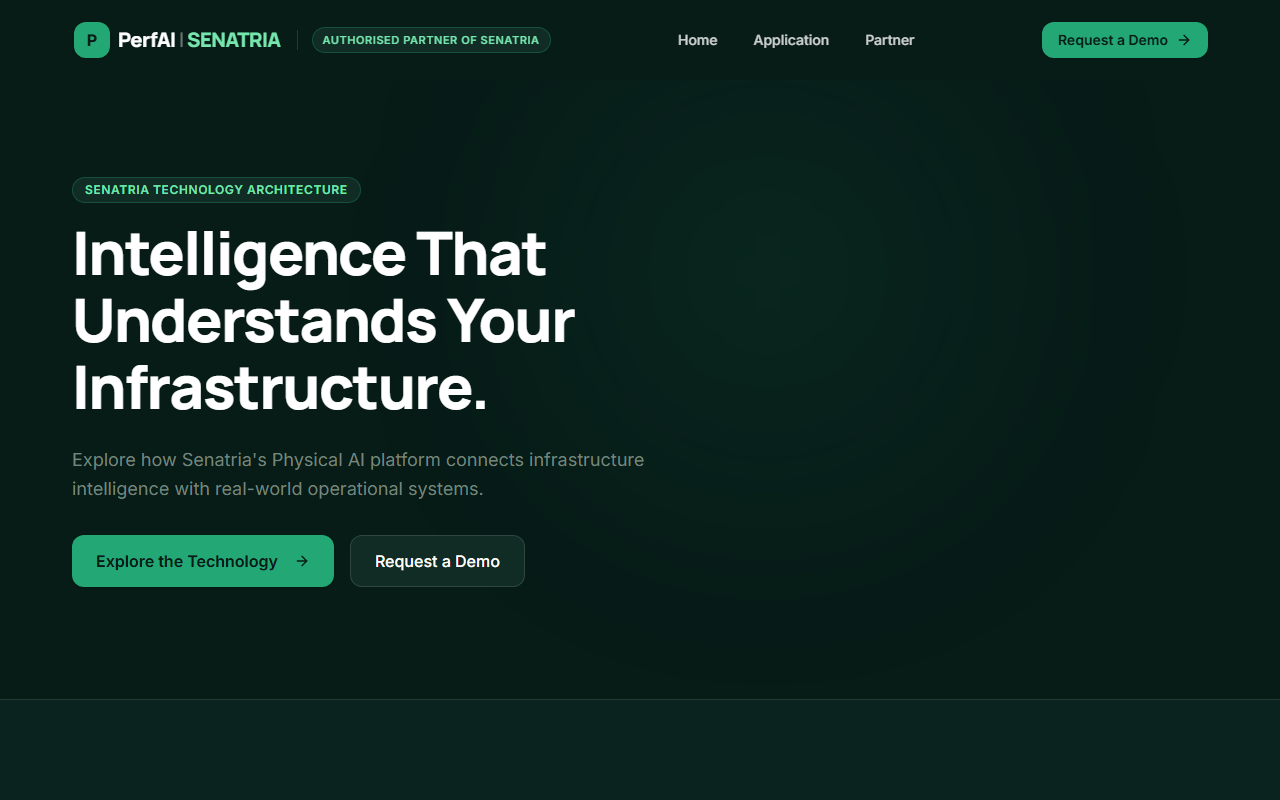 P PerfAI | SENATRIA
AUTHORISED PARTNER OF SENATRIA
Home
Application
Partner
Request a Demo →
SENATRIA TECHNOLOGY ARCHITECTURE
Intelligence That
Understands Your
Infrastructure.
Explore how Senatria's Physical AI platform connects infrastructure
intelligence with real-world operational systems.
Explore the Technology →
Request a Demo